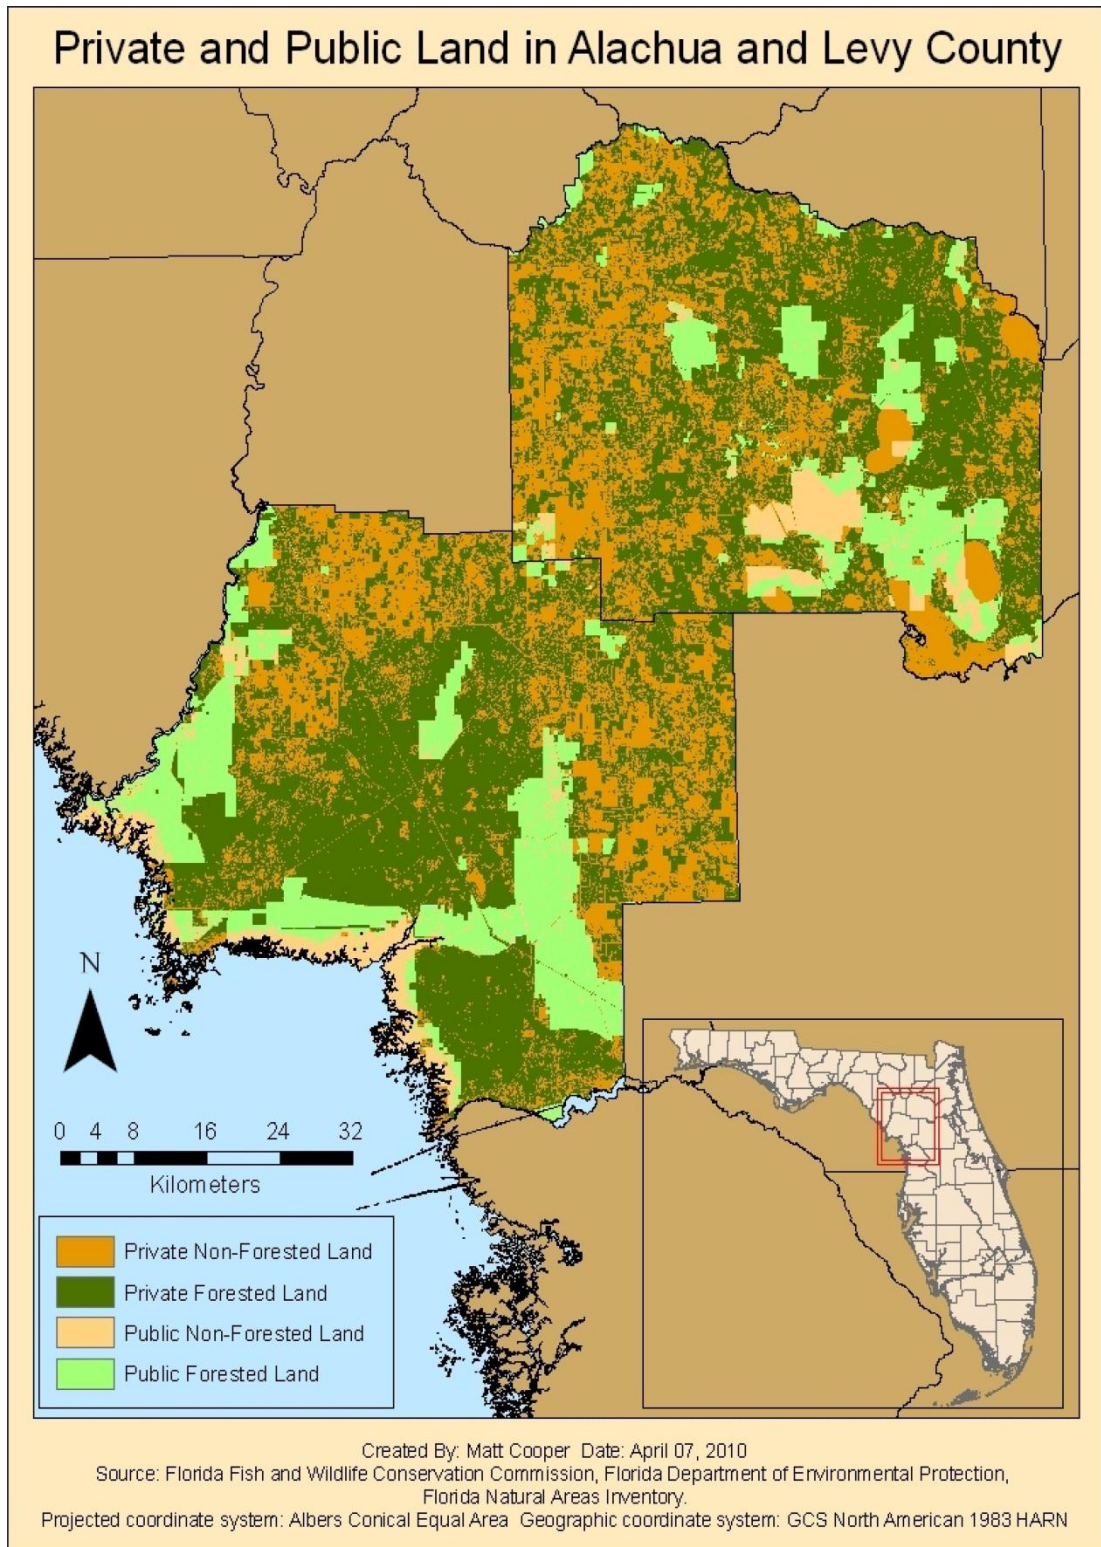 Private and Public Land in Alachua and Levy County
N
0 4 8 16 24 32
Kilometers
Private Non-Forested Land
Private Forested Land
Public Non-Forested Land
Public Forested Land
Created By: Matt Cooper Date: April 07, 2010
Source: Florida Fish and Wildlife Conservation Commission, Florida Department of Environmental Protection,
Florida Natural Areas Inventory.
Projected coordinate system: Albers Conical Equal Area Geographic coordinate system: GCS North American 1983 HARN